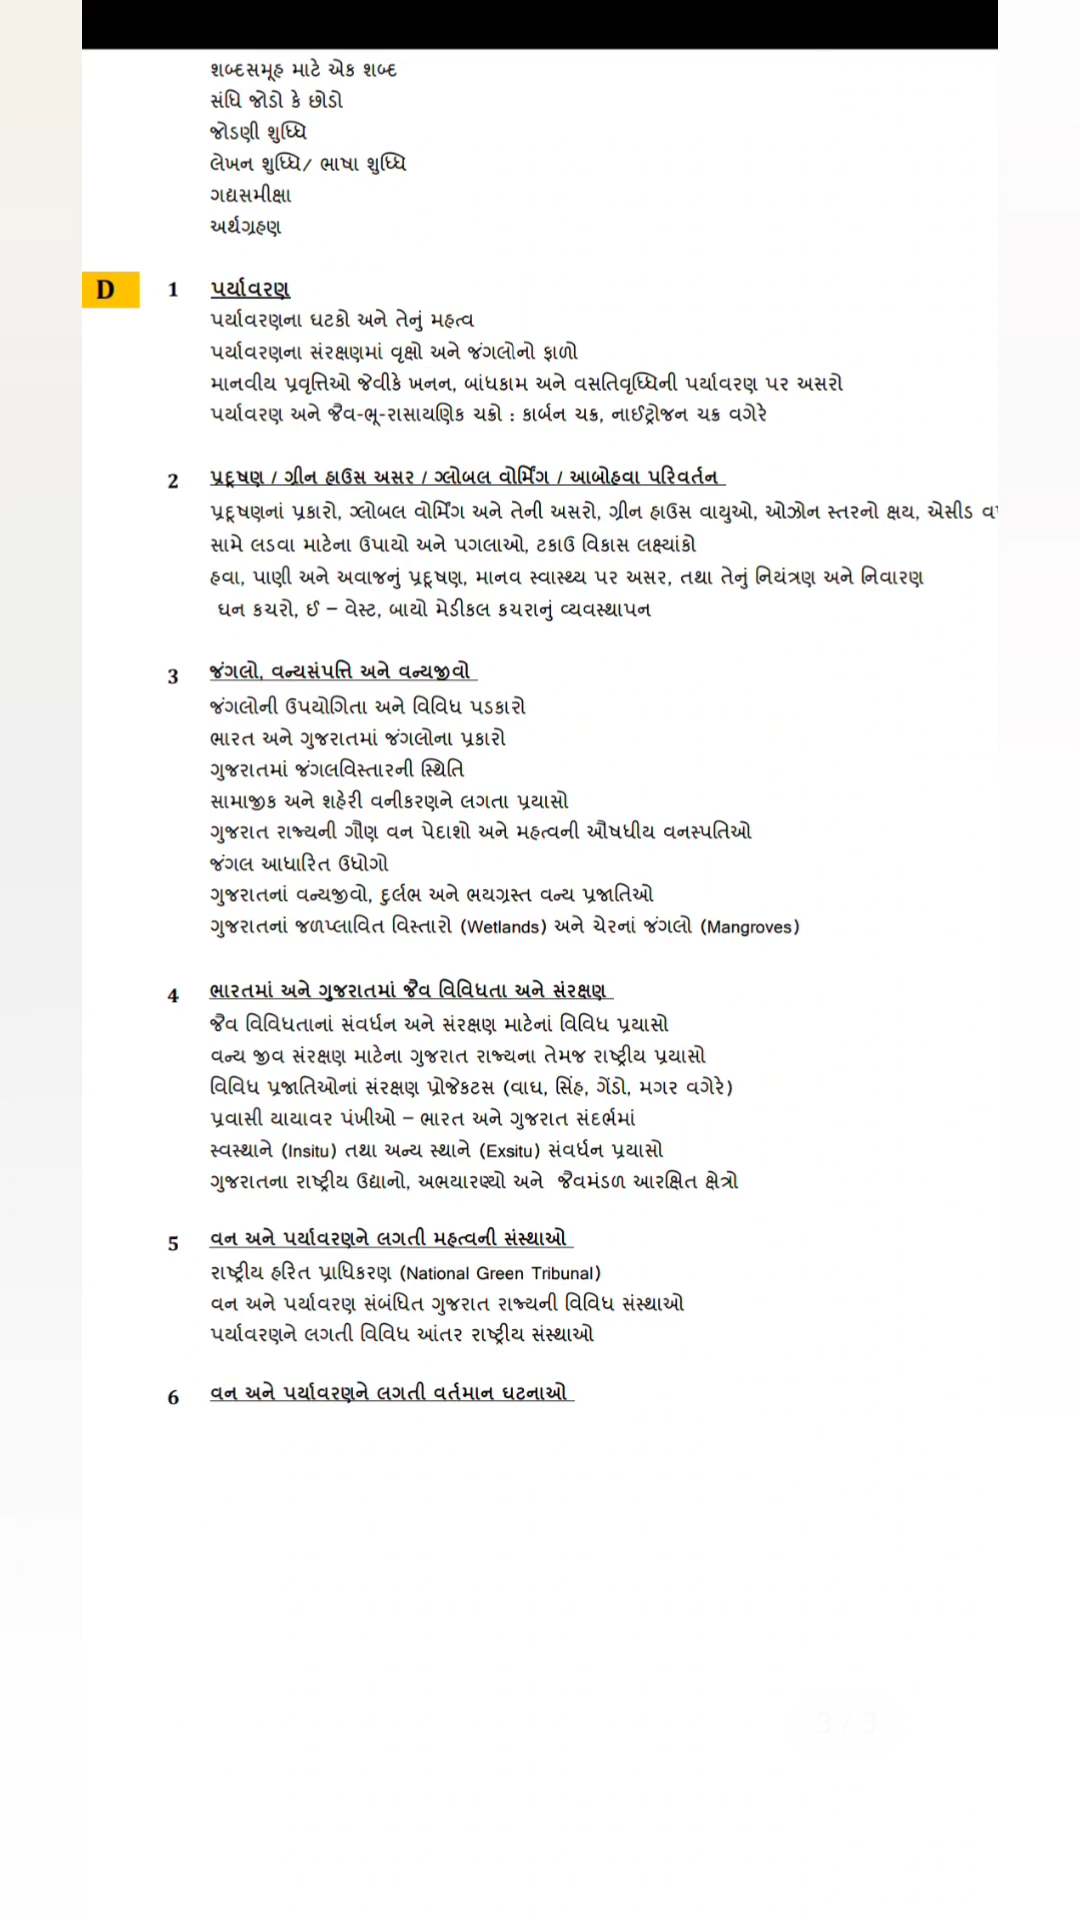 શબ્દસમૂહ માટે એક શબ્દ
સંધિ જોડો કે છોડો
જોડણી શુધ્ધિ
લેખન શુધ્ધિ/ ભાષા શુધ્ધિ
ગદ્યસમીક્ષા
અર્થગ્રહણ
D 1 પર્યાવરણ
પર્યાવરણના ઘટકો અને તેનું મહત્વ
પર્યાવરણના સંરક્ષણમાં વૃક્ષો અને જંગલોનો ફાળો
માનવીય પ્રવૃત્તિઓ જેવીકે ખનન, બાંધકામ અને વસતિવૃધ્ધિની પર્યાવરણ પર અસરો
પર્યાવરણ અને જૈવ-ભૂ-રાસાયણિક ચક્રો : કાર્બન ચક્ર, નાઈટ્રોજન ચક્ર વગેરે
2 પ્રદૂષણ / ગ્રીન હાઉસ અસર / ગ્લોબલ વોર્મિંગ / આબોહવા પરિવર્તન
પ્રદૂષણનાં પ્રકારો, ગ્લોબલ વોર્મિંગ અને તેની અસરો, ગ્રીન હાઉસ વાયુઓ, ઓઝોન સ્તરનો ક્ષય, એસીડ
સામે લડવા માટેના ઉપાયો અને પગલાઓ, ટકાઉ વિકાસ લક્ષ્યાંકો
હવા, પાણી અને અવાજનું પ્રદૂષણ, માનવ સ્વાસ્થ્ય પર અસર, તથા તેનું નિયંત્રણ અને નિવારણ
ઘન કચરો, ઈ – વેસ્ટ, બાયો મેડીકલ કચરાનું વ્યવસ્થાપન
3 જંગલો, વન્યસંપત્તિ અને વન્યજીવો
જંગલોની ઉપયોગિતા અને વિવિધ પડકારો
ભારત અને ગુજરાતમાં જંગલોના પ્રકારો
ગુજરાતમાં જંગલવિસ્તારની સ્થિતિ
સામાજીક અને શહેરી વનીકરણને લગતા પ્રયાસો
ગુજરાત રાજ્યની ગૌણ વન પેદાશો અને મહત્વની ઔષધીય વનસ્પતિઓ
જંગલ આધારિત ઉધોગો
ગુજરાતનાં વન્યજીવો, દુર્લભ અને ભયગ્રસ્ત વન્ય પ્રજાતિઓ
ગુજરાતનાં જળપ્લાવિત વિસ્તારો (Wetlands) અને ચેરનાં જંગલો (Mangroves)
4 ભારતમાં અને ગુજરાતમાં જૈવ વિવિધતા અને સંરક્ષણ
જૈવ વિવિધતાનાં સંવર્ધન અને સંરક્ષણ માટેનાં વિવિધ પ્રયાસો
વન્ય જીવ સંરક્ષણ માટેના ગુજરાત રાજ્યના તેમજ રાષ્ટ્રીય પ્રયાસો
વિવિધ પ્રજાતિઓનાં સંરક્ષણ પ્રોજેકટસ (વાઘ, સિંહ, ગેંડો, મગર વગેરે)
પ્રવાસી યાયાવર પંખીઓ – ભારત અને ગુજરાત સંદર્ભમાં
સ્વસ્થાને (Insitu) તથા અન્ય સ્થાને (Exsitu) સંવર્ધન પ્રયાસો
ગુજરાતના રાષ્ટ્રીય ઉદ્યાનો, અભયારણ્યો અને જૈવમંડળ આરક્ષિત ક્ષેત્રો
5 વન અને પર્યાવરણને લગતી મહત્વની સંસ્થાઓ
રાષ્ટ્રીય હરિત પ્રાધિકરણ (National Green Tribunal)
વન અને પર્યાવરણ સંબંધિત ગુજરાત રાજ્યની વિવિધ સંસ્થાઓ
પર્યાવરણને લગતી વિવિધ આંતર રાષ્ટ્રીય સંસ્થાઓ
6 વન અને પર્યાવરણને લગતી વર્તમાન ઘટનાઓ